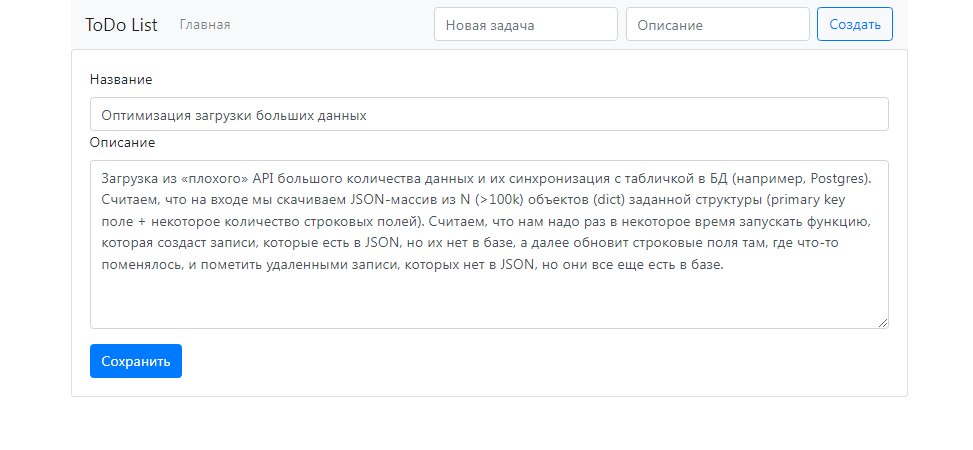 ToDo List Главная Новая задача Описание Создать
Название
Оптимизация загрузки больших данных
Описание
Загрузка из «плохого» API большого количества данных и их синхронизация с табличкой в БД (например, Postgres).
Считаем, что на входе мы скачиваем JSON-массив из N (>100k) объектов (dict) заданной структуры (primary key
поле + некоторое количество строковых полей). Считаем, что нам надо раз в некоторое время запускать функцию,
которая создаст записи, которые есть в JSON, но их нет в базе, а далее обновит строковые поля там, где что-то
поменялось, и пометить удаленными записи, которых нет в JSON, но они все еще есть в базе.
Сохранить